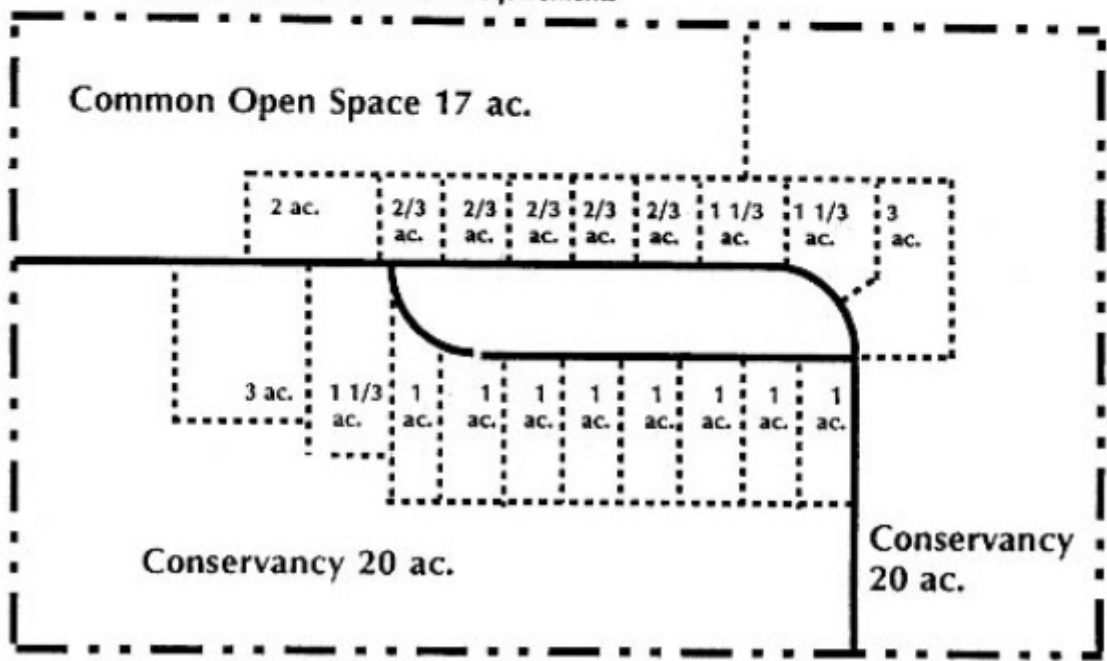 Common Open Space 17 ac.
2 ac.
2/3
ac.
2/3
ac.
2/3
ac.
2/3
ac.
2/3
ac.
1 1/3
ac.
1 1/3
ac.
3
ac.
3 ac.
1 1/3
ac.
1
ac.
1
ac.
1
ac.
1
ac.
1
ac.
1
ac.
1
ac.
1
ac.
Conservancy 20 ac.
Conservancy
20 ac.